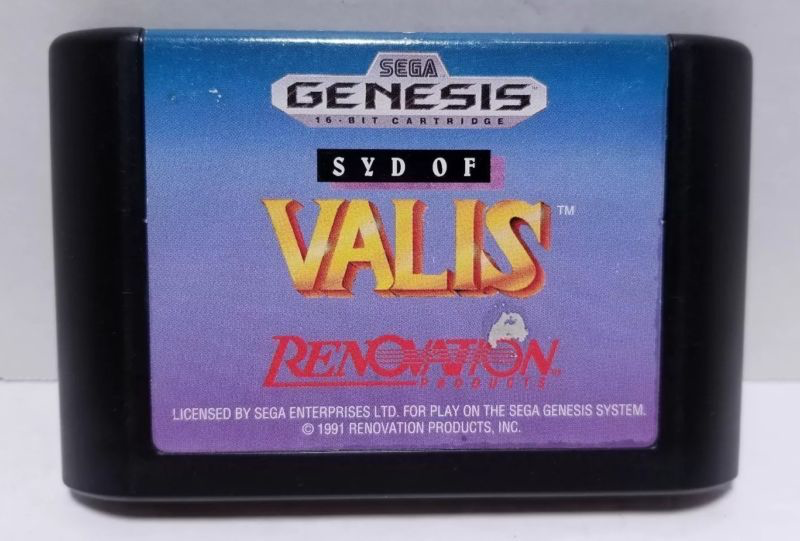 SEGA
GENESIS
16-BIT CARTRIDGE
SYD OF
VALIS™
RENOVATION
PRODUCTS
LICENSED BY SEGA ENTERPRISES LTD. FOR PLAY ON THE SEGA GENESIS SYSTEM.
© 1991 RENOVATION PRODUCTS, INC.